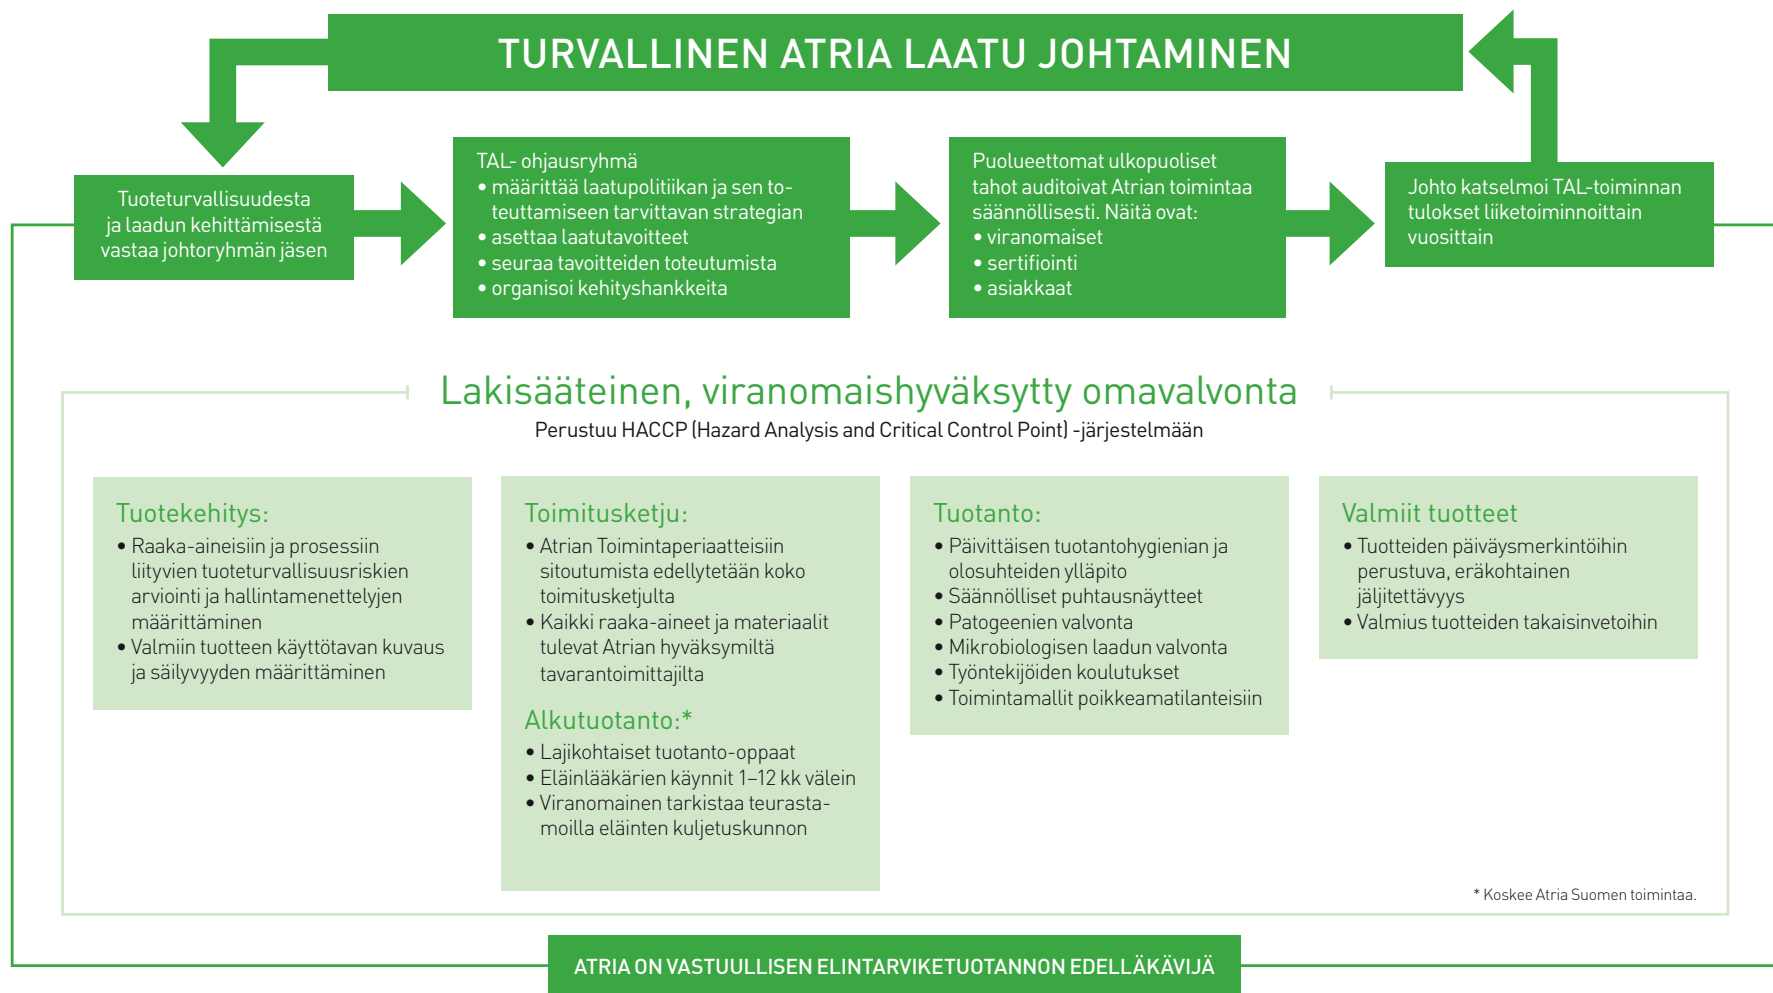 TURVALLINEN ATRIA LAATU JOHTAMINEN
Tuoteturvallisuudesta
ja laadun kehittämisestä
vastaa johtoryhmän jäsen
TAL- ohjausryhmä
• määrittää laatupolitiikan ja sen to-
teuttamiseen tarvittavan strategian
• asettaa laatutavoitteet
• seuraa tavoitteiden toteutumista
• organisoi kehityshankkeita
Puolueettomat ulkopuoliset
tahot auditoivat Atrian toimintaa
säännöllisesti. Näitä ovat:
• viranomaiset
• sertifiointi
• asiakkaat
Johto katselmoi TAL-toiminnan
tulokset liiketoiminnoittain
vuosittain
Lakisääteinen, viranomaishyväksytty omavalvonta
Perustuu HACCP (Hazard Analysis and Critical Control Point) -järjestelmään
Tuotekehitys:
• Raaka-aineisiin ja prosessiin
liityvien tuoteturvallisuusriskien
arviointi ja hallintamenettelyjen
määrittäminen
• Valmiin tuotteen käyttötavan kuvaus
ja säilyvyyden määrittäminen
Toimitusketju:
• Atrian Toimintaperiaatteisiin
sitoutumista edellytetään koko
toimitusketjulta
• Kaikki raaka-aineet ja materiaalit
tulevat Atrian hyväksymiltä
tavarantoimittajilta
Alkutuotanto:*
• Lajikohtaiset tuotanto-oppaat
• Eläinlääkärien käynnit 1–12 kk välein
• Viranomainen tarkistaa teurasta-
moilla eläinten kuljetuskunnon
Tuotanto:
• Päivittäisen tuotantohygienian ja
olosuhteiden ylläpito
• Säännölliset puhtausnäytteet
• Patogeenien valvonta
• Mikrobiologisen laadun valvonta
• Työntekijöiden koulutukset
• Toimintamallit poikkeamatilanteisiin
Valmiit tuotteet
• Tuotteiden päiväysmerkintöihin
perustuva, eräkohtainen
jäljitettävyys
• Valmius tuotteiden takaisinvetoihin
* Koskee Atria Suomen toimintaa.
ATRIA ON VASTUULLISEN ELINTARVIKETUOTANNON EDELLÄKÄVIJÄ